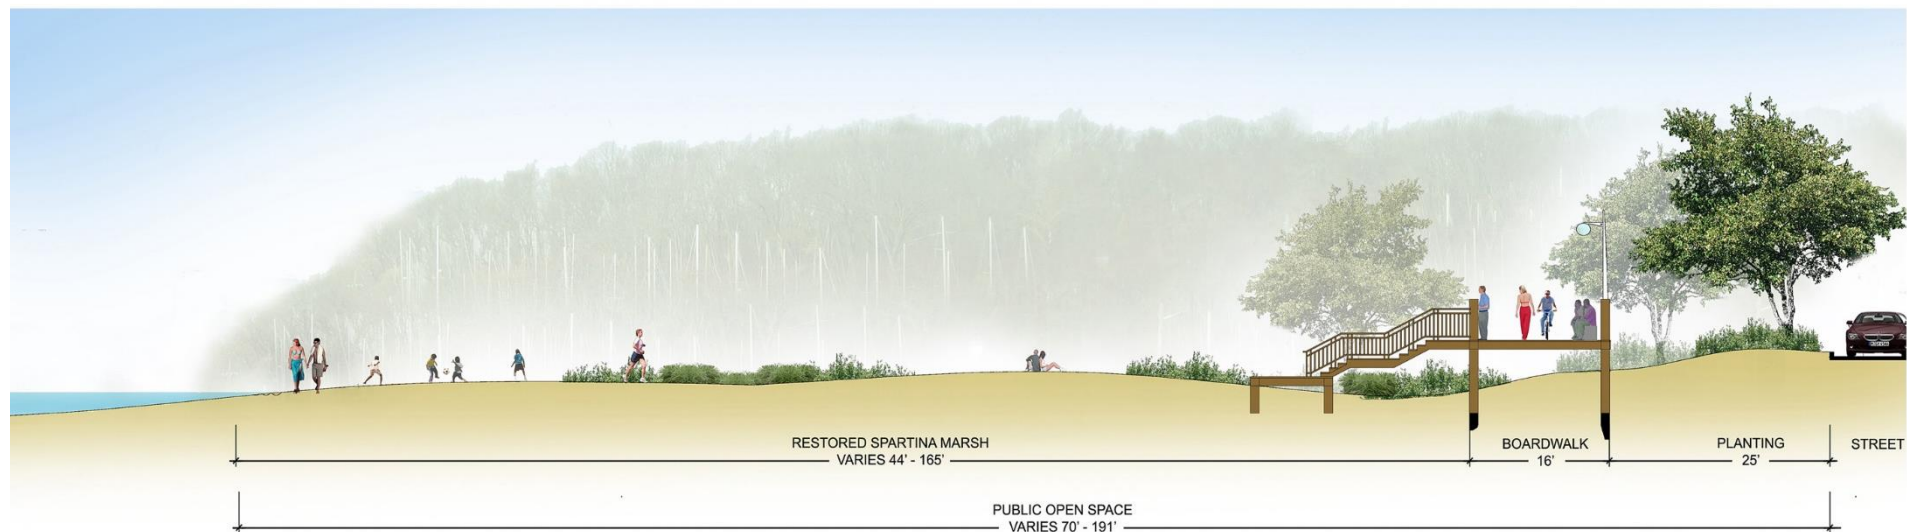 RESTORED SPARTINA MARSH
VARIES 44' - 165'
BOARDWALK
16'
PLANTING
25'
STREET
PUBLIC OPEN SPACE
VARIES 70' - 191'